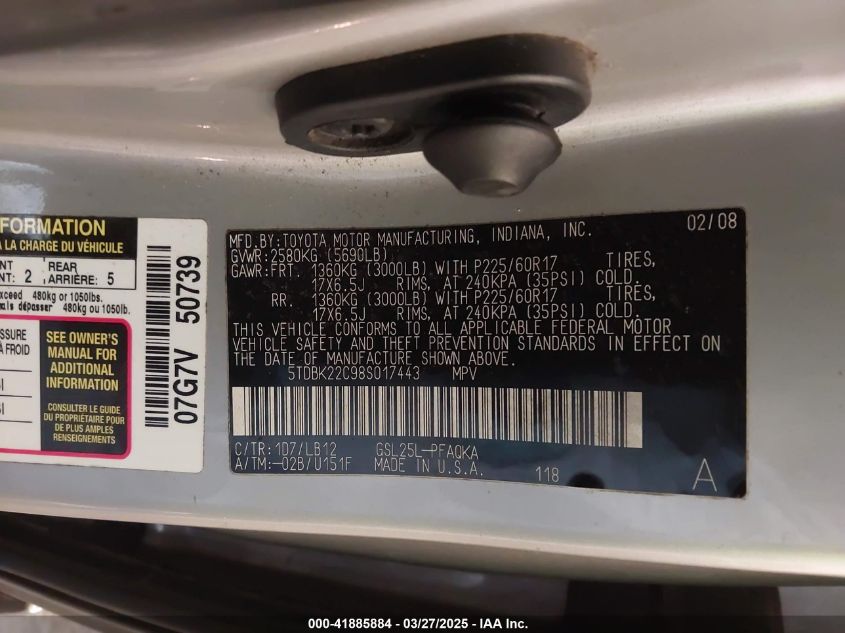 FORMATION
À LA CHARGE DU VÉHICULE
NT 2 REAR
NT: ARRIÈRE: 5
exceed 480kg or 1050lbs.
mais dépasser 480kg ou 1050lb.
SSURE
À FROID
SI
SI
SEE OWNER'S
MANUAL FOR
ADDITIONAL
INFORMATION
CONSULTER LE GUIDE
DU PROPRIÉTAIRE POUR
DE PLUS AMPLES
RENSEIGNEMENTS
07G7V 50739
02/08
MFD.BY:TOYOTA MOTOR MANUFACTURING, INDIANA, INC.
GVWR:2580KG (5690LB)
GAWR:FRT. 1360KG (3000LB) WITH P225/60R17 TIRES,
17X6.5J RIMS, AT 240KPA (35PSI) COLD.
RR. 1360KG (3000LB) WITH P225/60R17 TIRES,
17X6.5J RIMS, AT 240KPA (35PSI) COLD.
THIS VEHICLE CONFORMS TO ALL APPLICABLE FEDERAL MOTOR
VEHICLE SAFETY AND THEFT PREVENTION STANDARDS IN EFFECT ON
THE DATE OF MANUFACTURE SHOWN ABOVE.
5TDBK22C98S017443 MPV
C/TR:1D7/LB12 GSL25L-PFAQKA
A/TM:-02B/U151F MADE IN U.S.A. 118 A
000-41885884 - 03/27/2025 - IAA Inc.